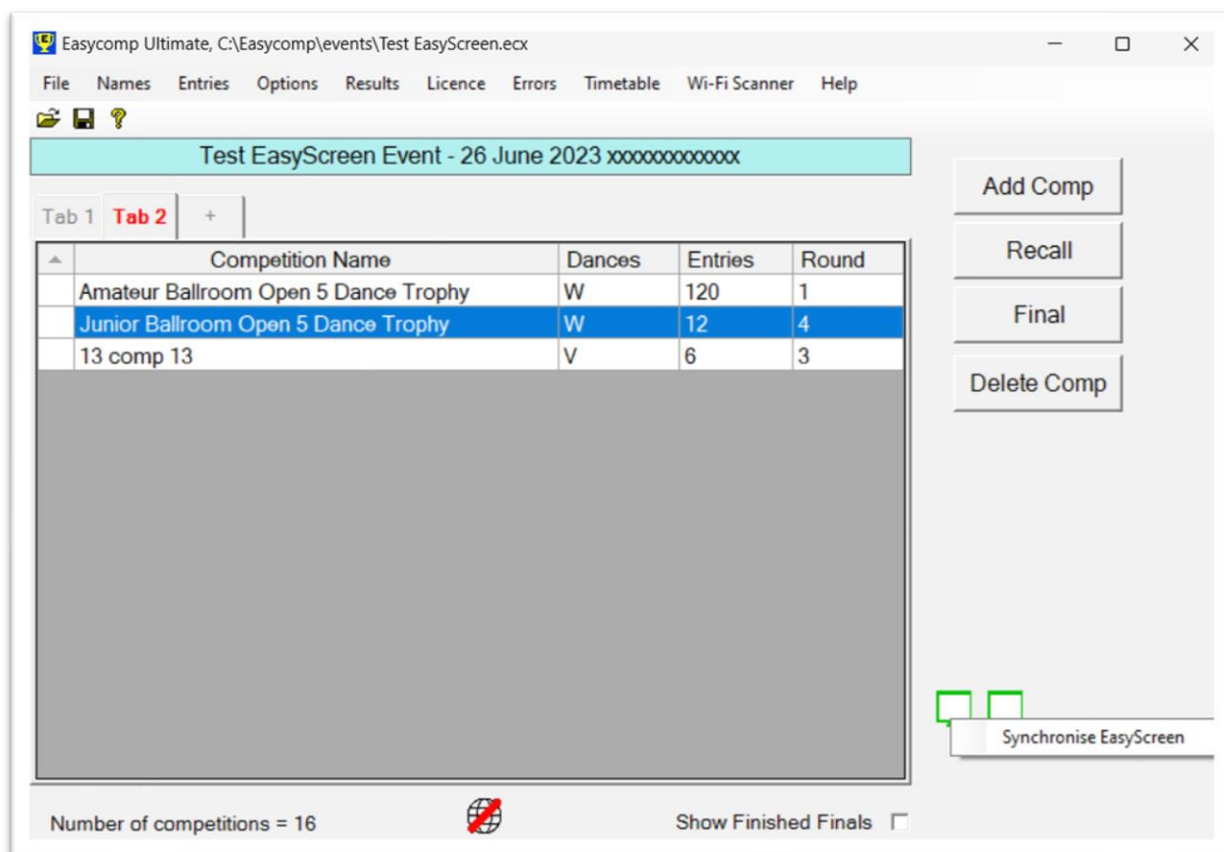 Easycomp Ultimate, C:\Easycomp\events\Test EasyScreen.ecx
File Names Entries Options Results Licence Errors Timetable Wi-Fi Scanner Help
Test EasyScreen Event - 26 June 2023 xxxxxxxxxxxxx
Tab 1 Tab 2 +
Competition Name Dances Entries Round
Amateur Ballroom Open 5 Dance Trophy W 120 1
Junior Ballroom Open 5 Dance Trophy W 12 4
13 comp 13 V 6 3
Add Comp
Recall
Final
Delete Comp
Synchronise EasyScreen
Number of competitions = 16
Show Finished Finals